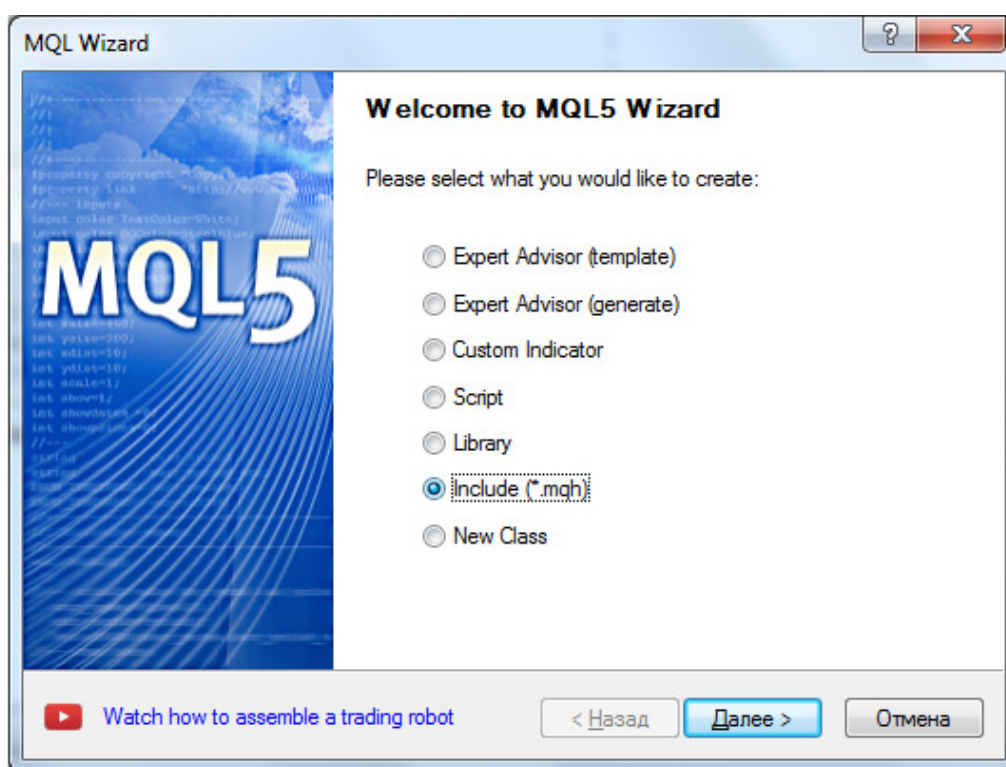 MQL Wizard
Welcome to MQL5 Wizard
Please select what you would like to create:
Expert Advisor (template)
Expert Advisor (generate)
Custom Indicator
Script
Library
Include (*.mqh)
New Class
MQL5
Watch how to assemble a trading robot
< Назад
Далее >
Отмена